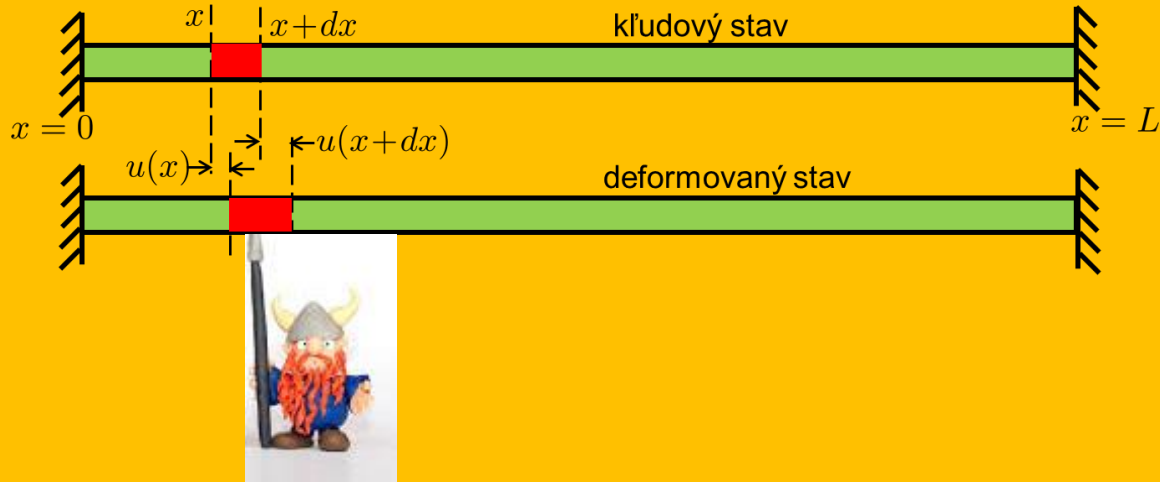 x
x+dx
kľudový stav
x = 0
x = L
u(x)
u(x+dx)
deformovaný stav